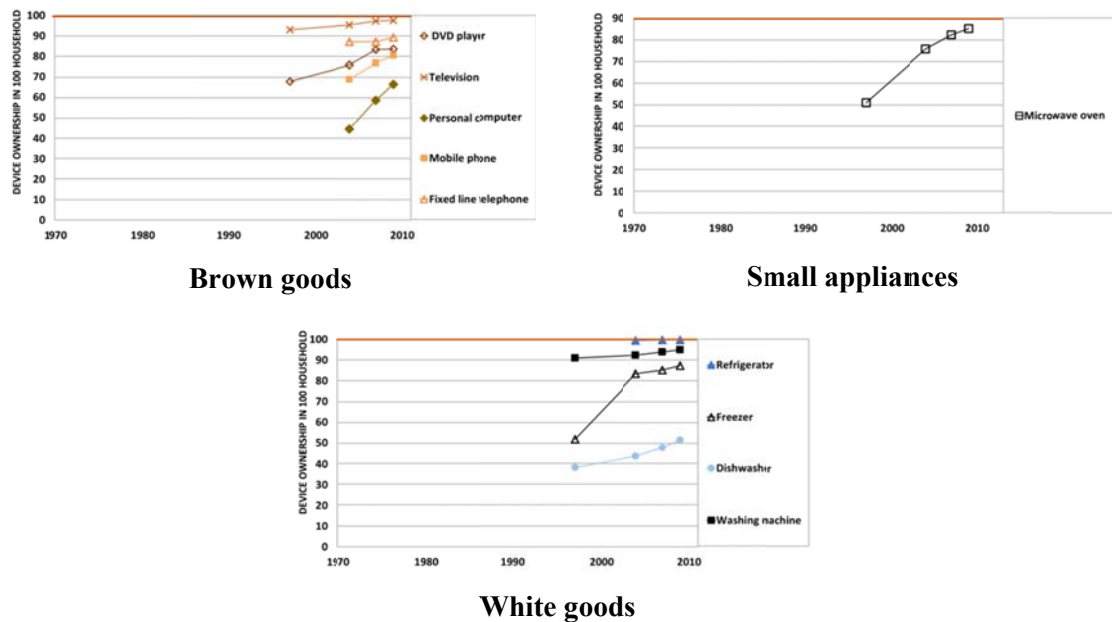 DEVICE OWNERSHIP IN 100 HOUSEHOLD
100
90
80
70
60
50
40
30
20
10
0
1970 1980 1990 2000 2010
DVD player
Television
Personal computer
Mobile phone
Fixed line telephone
Brown goods
DEVICE OWNERSHIP IN 100 HOUSEHOLD
90
80
70
60
50
40
30
20
10
0
1970 1980 1990 2000 2010
Microwave oven
Small appliances
DEVICE OWNERSHIP IN 100 HOUSEHOLD
100
90
80
70
60
50
40
30
20
10
0
1970 1980 1990 2000 2010
Refrigerator
Freezer
Dishwashir
Washing nachine
White goods